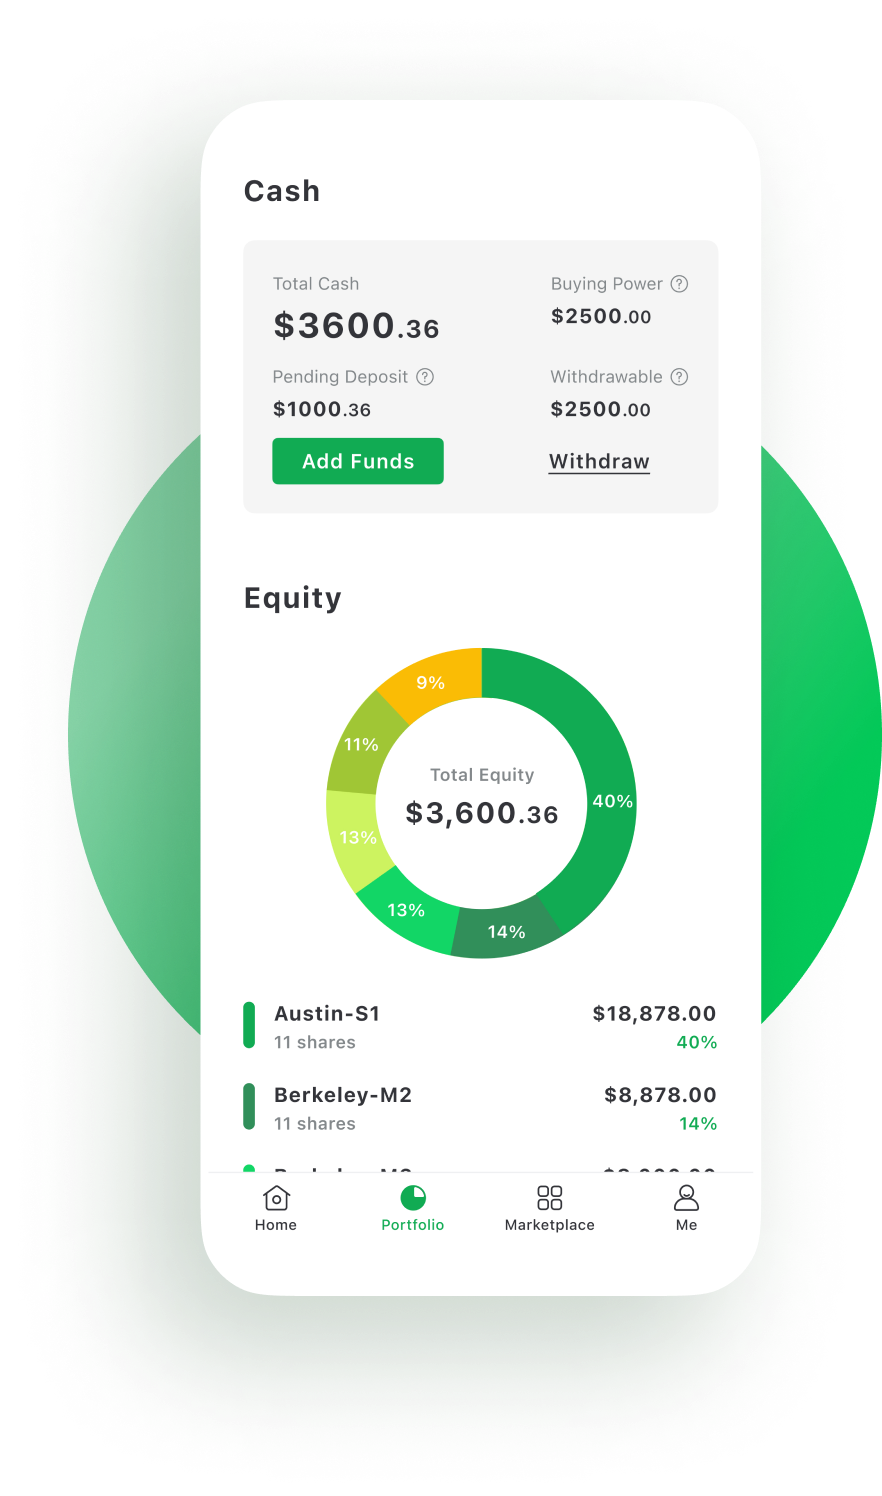 Cash
Total Cash
Buying Power ?
$3600.36
$2500.00
Pending Deposit ?
Withdrawable ?
$1000.36
$2500.00
Add Funds
Withdraw
Equity
9%
11%
Total Equity
40%
$3,600.36
13%
13%
14%
Austin-S1
$18,878.00
11 shares
40%
Berkeley-M2
$8,878.00
11 shares
14%
Home
Portfolio
Marketplace
Me